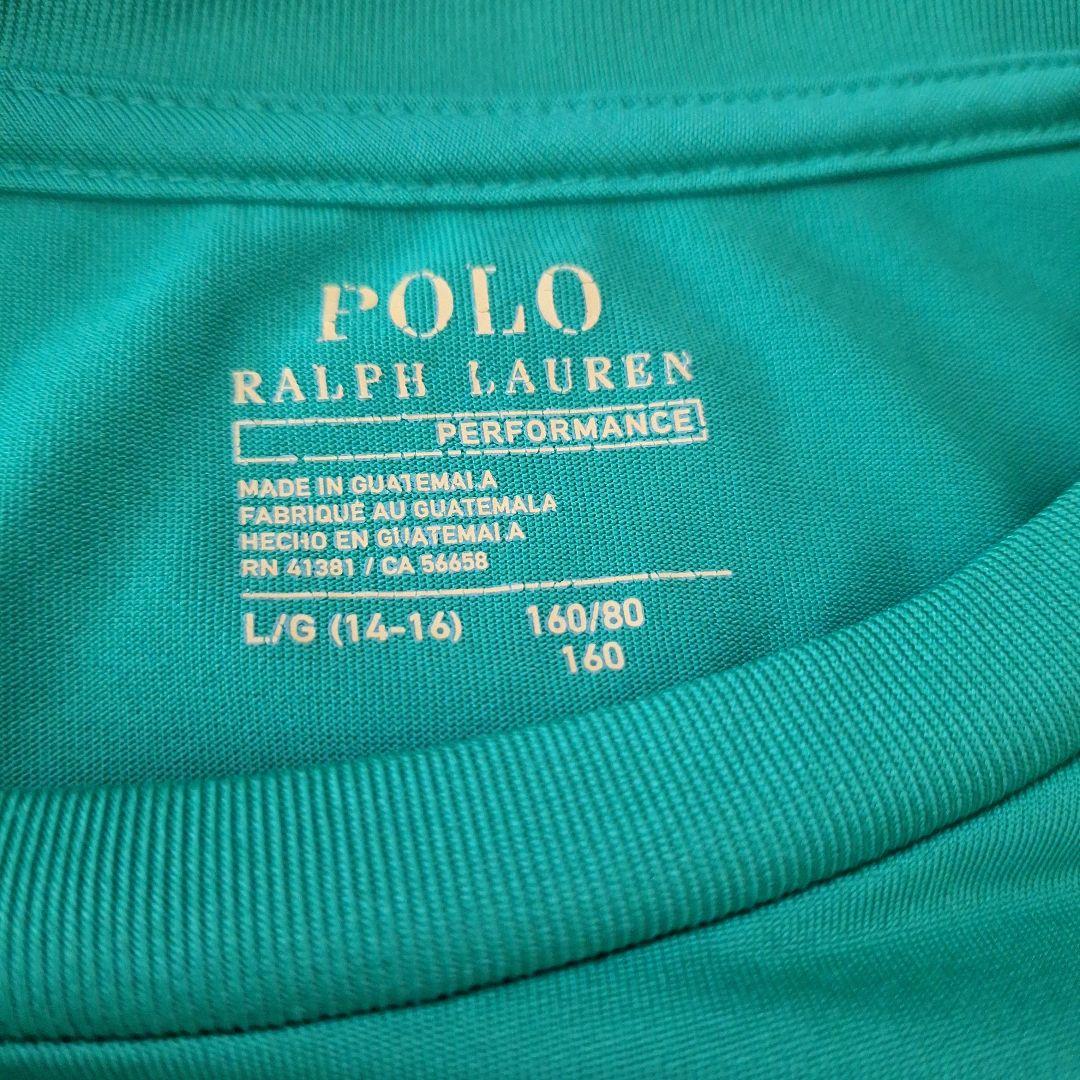 POLO
RALPH LAUREN
PERFORMANCE
MADE IN GUATEMALA
FABRIQUÉ AU GUATEMALA
HECHO EN GUATEMALA
RN 41381 / CA 56658
L/G (14-16) 160/80
160